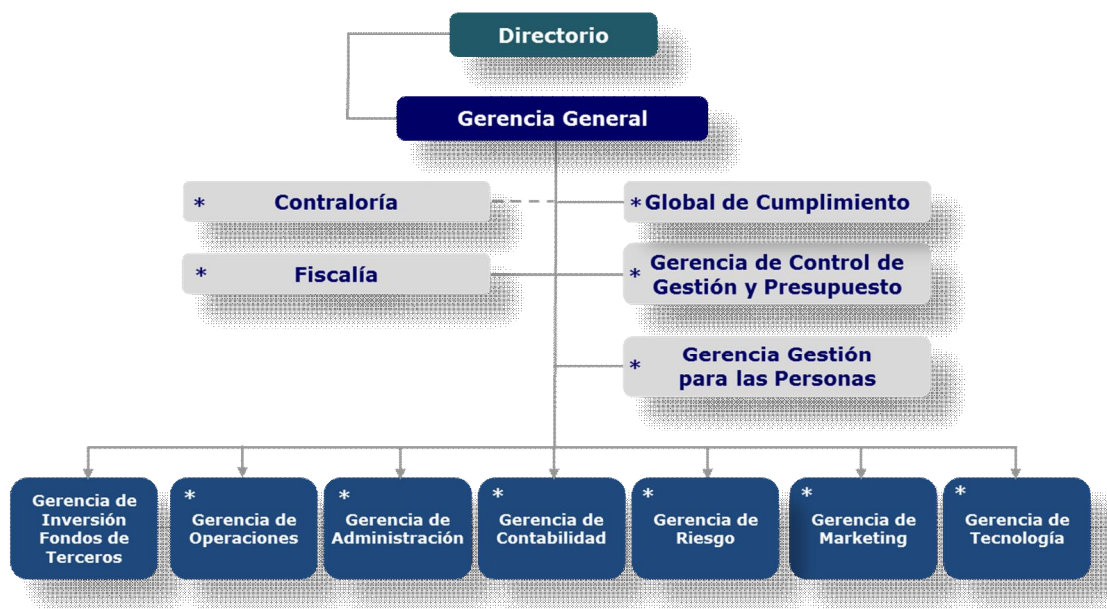 Directorio
Gerencia General
* Contraloría
* Global de Cumplimiento
* Fiscalía
* Gerencia de Control de
Gestión y Presupuesto
* Gerencia Gestión
para las Personas
Gerencia de
Inversión
Fondos de
Terceros
*
Gerencia de
Operaciones
*
Gerencia de
Administración
*
Gerencia de
Contabilidad
*
Gerencia de
Riesgo
*
Gerencia de
Marketing
*
Gerencia de
Tecnología